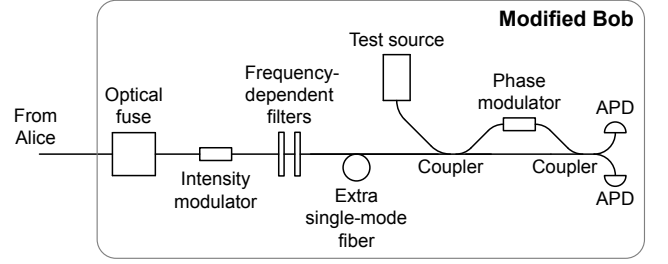 Modified Bob
Test source
Frequency-
dependent
filters
Phase
modulator
APD
Optical
fuse
From
Alice
Intensity
modulator
Extra
single-mode
fiber
Coupler
Coupler
APD